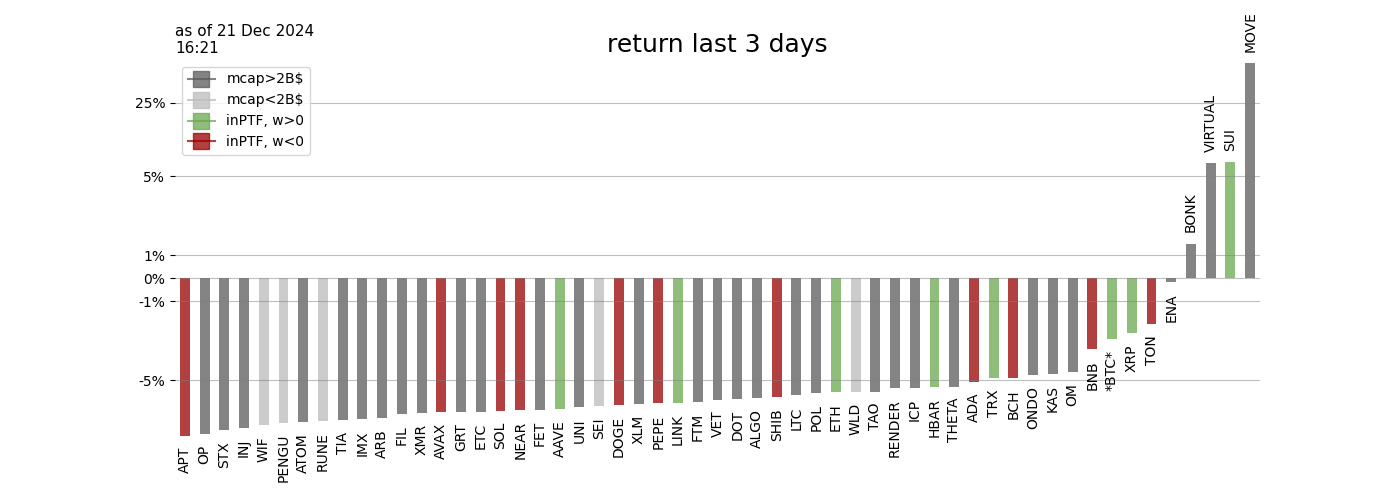 as of 21 Dec 2024
16:21
return last 3 days
mcap>2B$
mcap<2B$
inPTF, w>0
inPTF, w<0
25%
5%
1%
0%
-1%
-5%
APT
OP
STX
INJ
WIF
PENGU
ATOM
RUNE
TIA
IMX
ARB
FIL
XMR
AVAX
GRT
ETC
SOL
NEAR
FET
AAVE
UNI
SEI
DOGE
XLM
PEPE
LINK
FTM
VET
DOT
ALGO
SHIB
LTC
POL
ETH
WLD
TAO
RENDER
ICP
HBAR
THETA
ADA
TRX
BCH
ONDO
KAS
OM
BNB
*BTC*
XRP
TON
ENA
BONK
VIRTUAL
SUI
MOVE